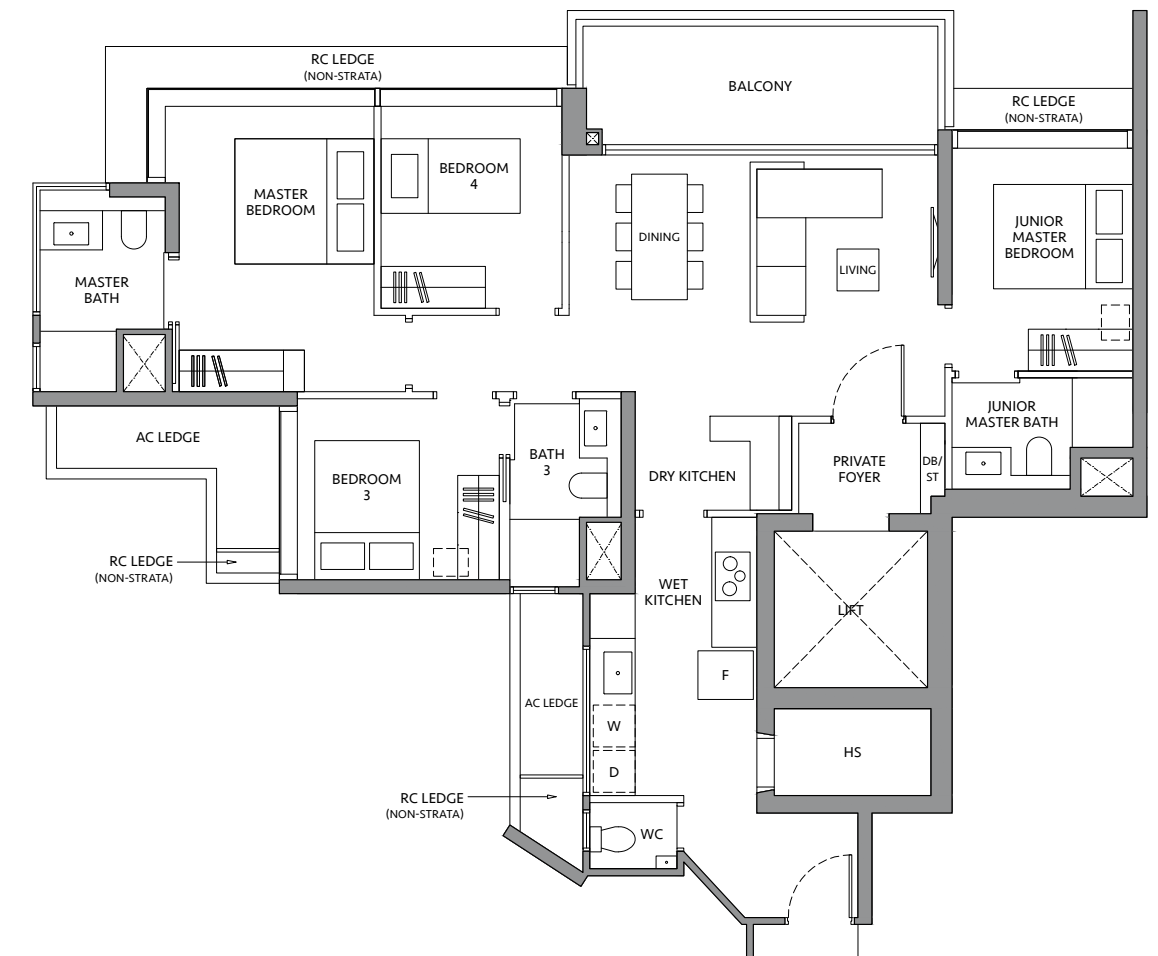 RC LEDGE
(NON-STRATA)
BALCONY
RC LEDGE
(NON-STRATA)
MASTER
BEDROOM
BEDROOM
4
DINING
LIVING
JUNIOR
MASTER
BEDROOM
MASTER
BATH
AC LEDGE
BEDROOM
3
BATH
3
DRY KITCHEN
PRIVATE
FOYER
DB/
ST
JUNIOR
MASTER BATH
RC LEDGE
(NON-STRATA)
WET
KITCHEN
LIFT
F
AC LEDGE
W
D
HS
RC LEDGE
(NON-STRATA)
WC